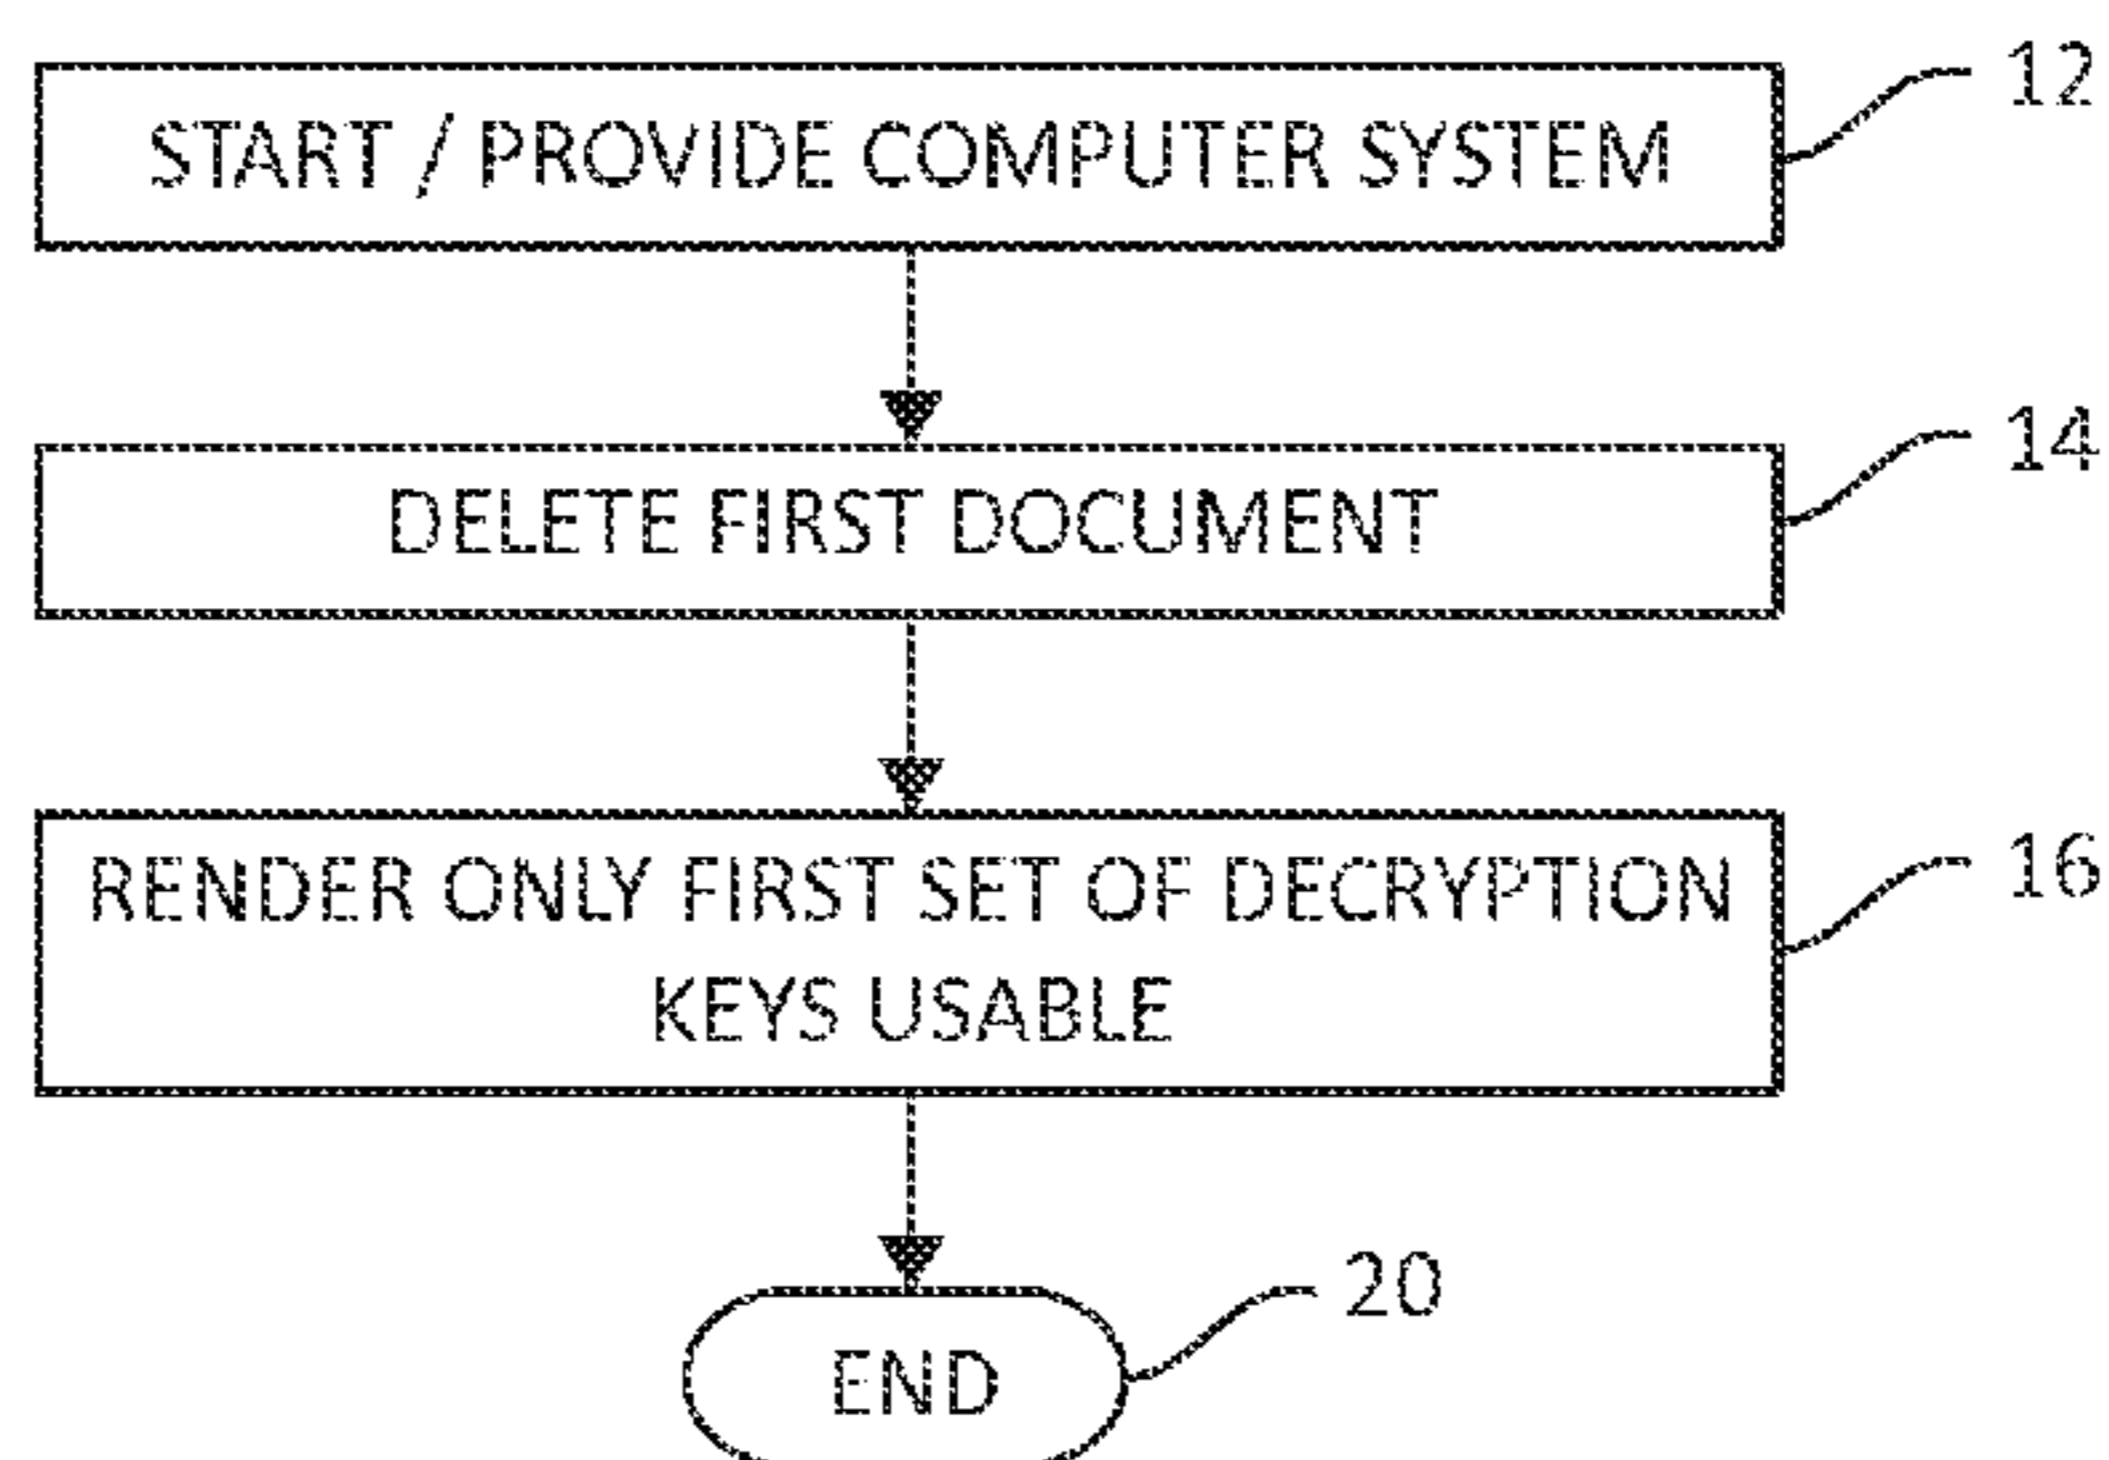 START / PROVIDE COMPUTER SYSTEM
12
DELETE FIRST DOCUMENT
14
RENDER ONLY FIRST SET OF DECRYPTION
KEYS USABLE
16
END
20